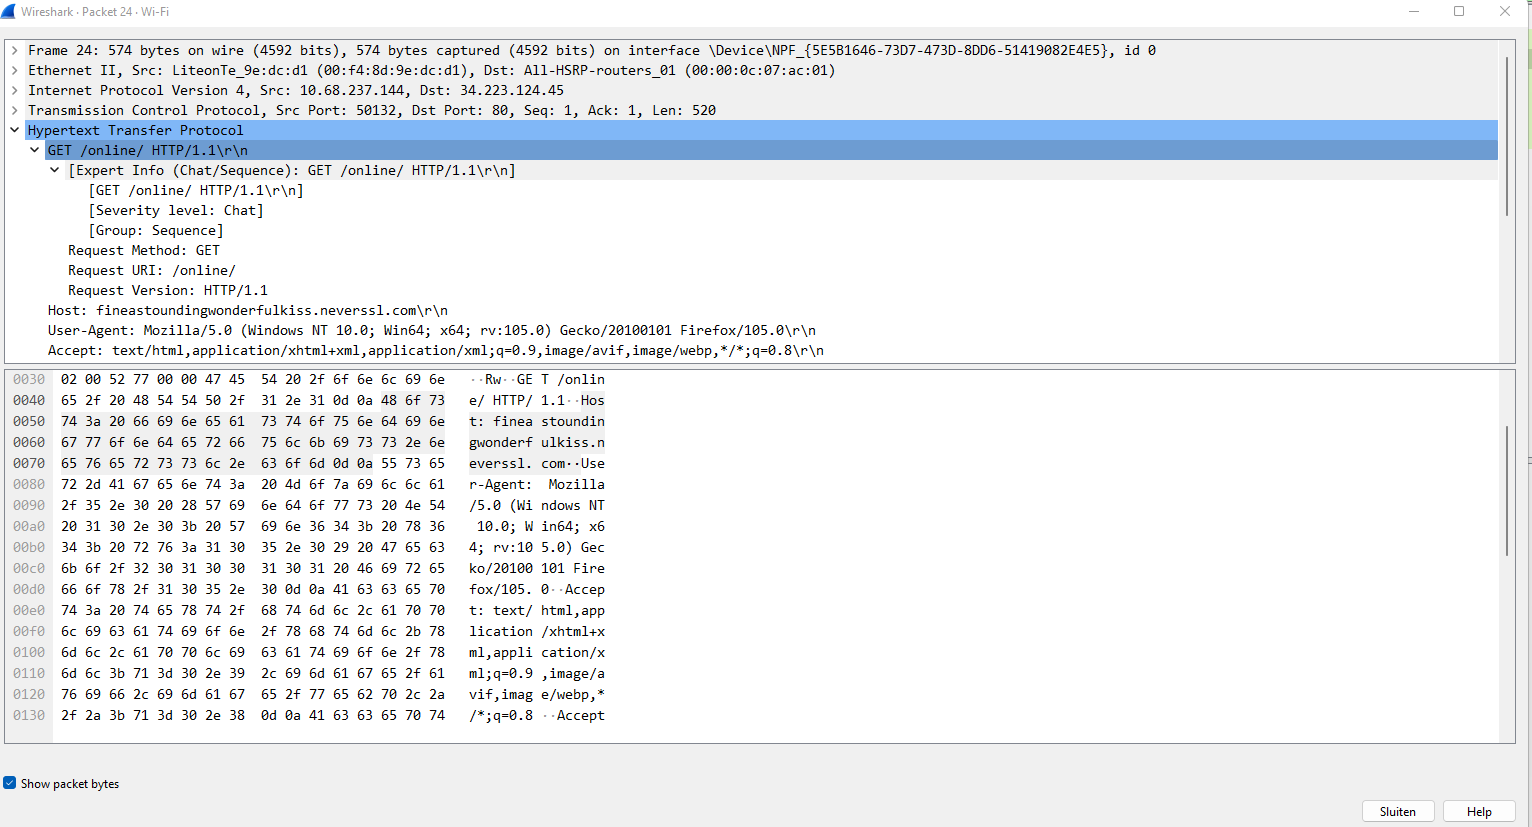 Wireshark · Packet 24 · Wi-Fi
Frame 24: 574 bytes on wire (4592 bits), 574 bytes captured (4592 bits) on interface \Device\NPF_{5E5B1646-73D7-473D-8DD6-51419082E4E5}, id 0
Ethernet II, Src: LiteonTe_9e:dc:d1 (00:f4:8d:9e:dc:d1), Dst: All-HSRP-routers_01 (00:00:0c:07:ac:01)
Internet Protocol Version 4, Src: 10.68.237.144, Dst: 34.223.124.45
Transmission Control Protocol, Src Port: 50132, Dst Port: 80, Seq: 1, Ack: 1, Len: 520
Hypertext Transfer Protocol
GET /online/ HTTP/1.1\r\n
[Expert Info (Chat/Sequence): GET /online/ HTTP/1.1\r\n]
[GET /online/ HTTP/1.1\r\n]
[Severity level: Chat]
[Group: Sequence]
Request Method: GET
Request URI: /online/
Request Version: HTTP/1.1
Host: fineastoundingwonderfulkiss.neverssl.com\r\n
User-Agent: Mozilla/5.0 (Windows NT 10.0; Win64; x64; rv:105.0) Gecko/20100101 Firefox/105.0\r\n
Accept: text/html,application/xhtml+xml,application/xml;q=0.9,image/avif,image/webp,*/*;q=0.8\r\n
0030 02 00 52 77 00 00 47 45 54 20 2f 6f 6e 6c 69 6e ··Rw··GE T /onlin
0040 65 2f 20 48 54 54 50 2f 31 2e 31 0d 0a 48 6f 73 e/ HTTP/ 1.1··Hos
0050 74 3a 20 66 69 6e 65 61 73 74 6f 75 6e 64 69 6e t: finea stoundin
0060 67 77 6f 6e 64 65 72 66 75 6c 6b 69 73 73 2e 6e gwonderf ulkiss.n
0070 65 76 65 72 73 73 6c 2e 63 6f 6d 0d 0a 55 73 65 everssl. com··Use
0080 72 2d 41 67 65 6e 74 3a 20 4d 6f 7a 69 6c 6c 61 r-Agent: Mozilla
0090 2f 35 2e 30 20 28 57 69 6e 64 6f 77 73 20 4e 54 /5.0 (Wi ndows NT
00a0 20 31 30 2e 30 3b 20 57 69 6e 36 34 3b 20 78 36 10.0; W in64; x6
00b0 34 3b 20 72 76 3a 31 30 35 2e 30 29 20 47 65 63 4; rv:10 5.0) Gec
00c0 6b 6f 2f 32 30 31 30 30 31 30 31 20 46 69 72 65 ko/20100 101 Fire
00d0 66 6f 78 2f 31 30 35 2e 30 0d 0a 41 63 63 65 70 fox/105. 0··Accep
00e0 74 3a 20 74 65 78 74 2f 68 74 6d 6c 2c 61 70 70 t: text/ html,app
00f0 6c 69 63 61 74 69 6f 6e 2f 78 68 74 6d 6c 2b 78 lication /xhtml+x
0100 6d 6c 2c 61 70 70 6c 69 63 61 74 69 6f 6e 2f 78 ml,appli cation/x
0110 6d 6c 3b 71 3d 30 2e 39 2c 69 6d 61 67 65 2f 61 ml;q=0.9 ,image/a
0120 76 69 66 2c 69 6d 61 67 65 2f 77 65 62 70 2c 2a vif,imag e/webp,*
0130 2f 2a 3b 71 3d 30 2e 38 0d 0a 41 63 63 65 70 74 /*;q=0.8 ··Accept
Show packet bytes
Sluiten
Help